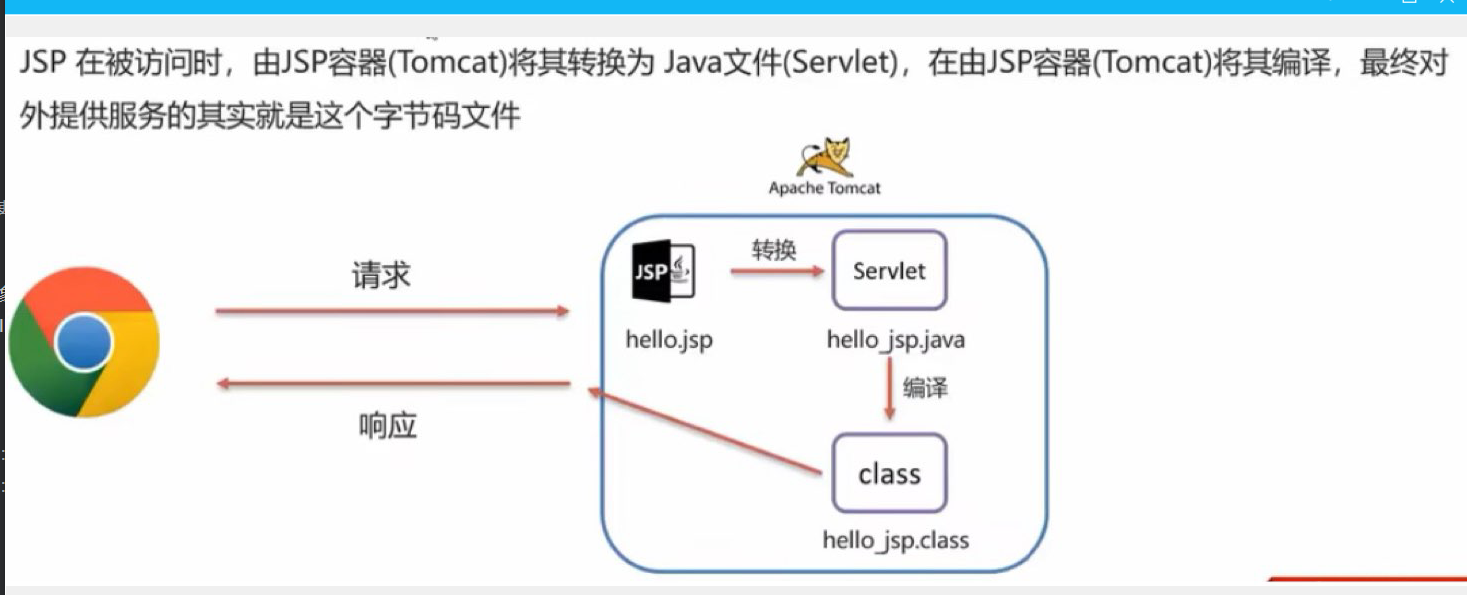 JSP 在被访问时，由JSP容器(Tomcat)将其转换为 Java文件(Servlet)，在由JSP容器(Tomcat)将其编译，最终对
外提供服务的其实就是这个字节码文件
Apache Tomcat
请求
JSP
转换
Servlet
hello.jsp
hello_jsp.java
编译
响应
class
hello_jsp.class